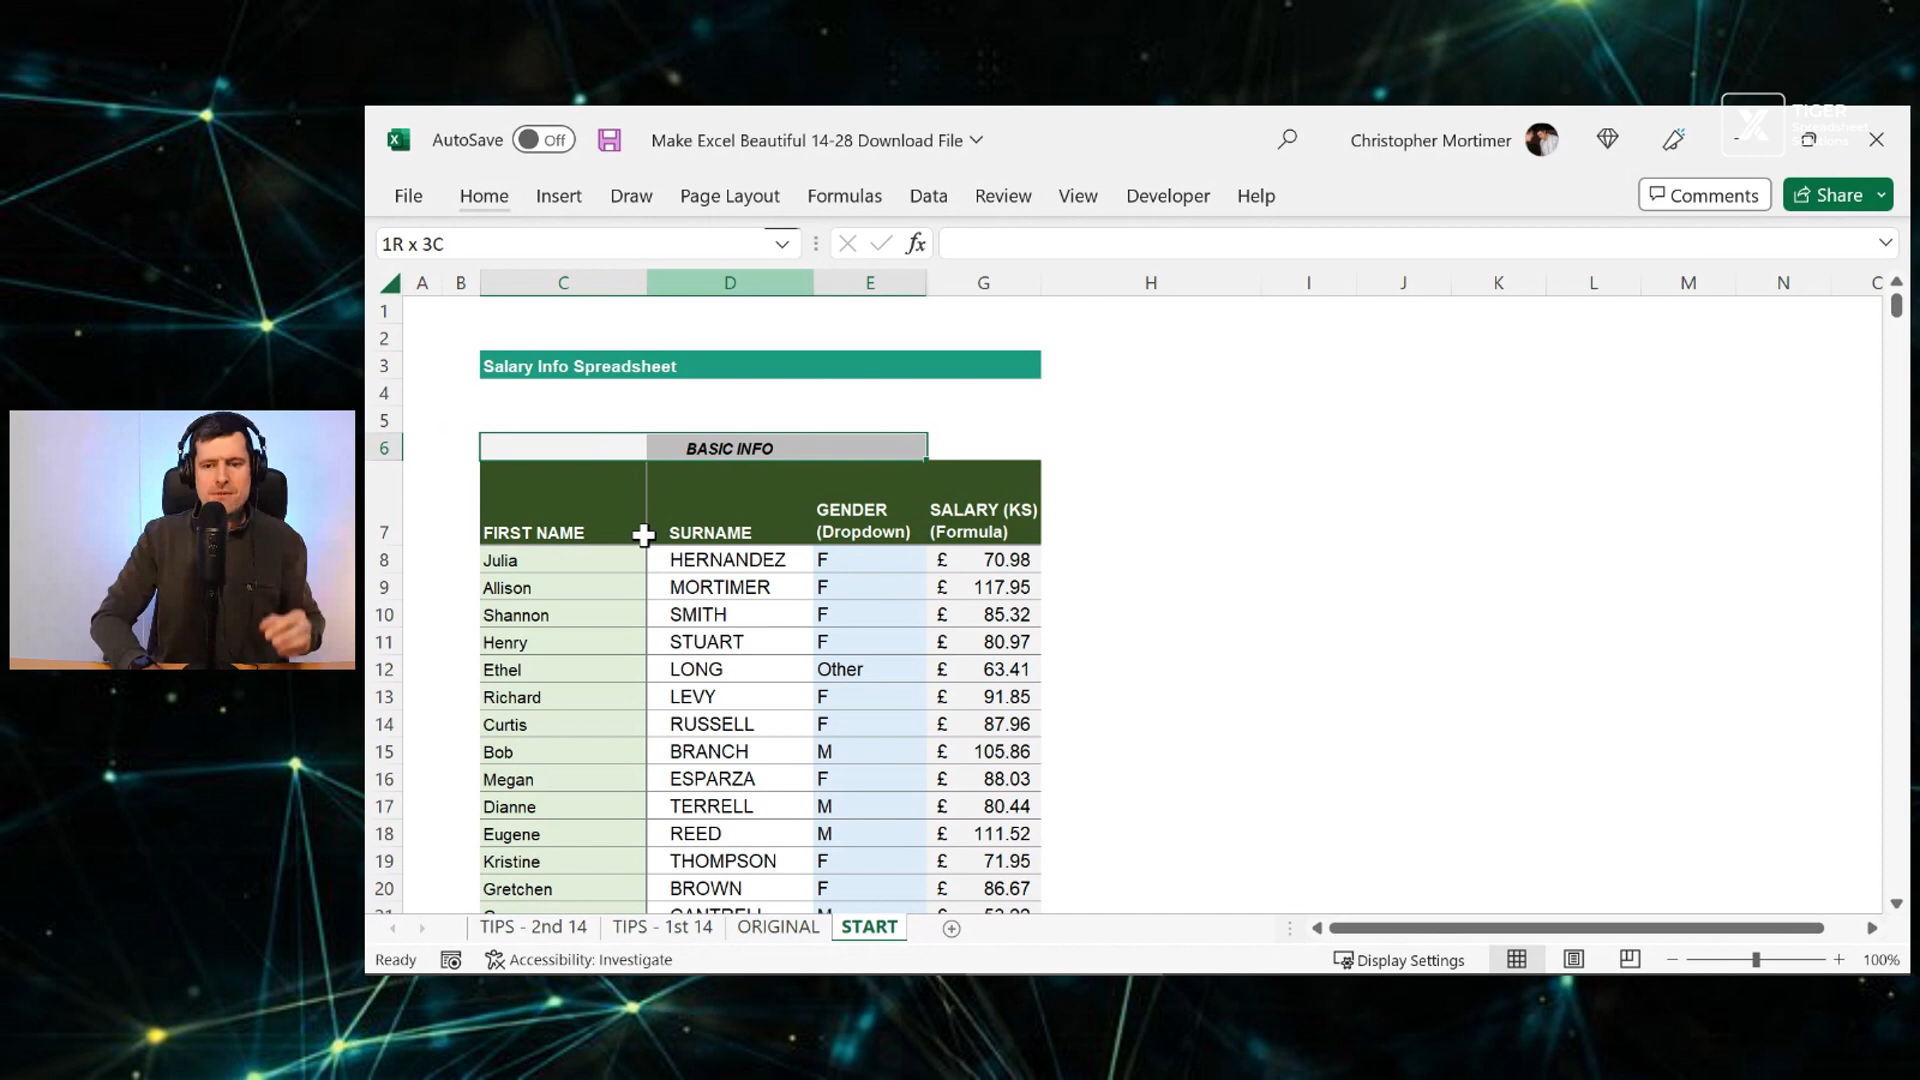 AutoSave Off Make Excel Beautiful 14-28 Download File Christopher Mortimer
TIGER
Spreadsheet
Solutions
File Home Insert Draw Page Layout Formulas Data Review View Developer Help Comments Share
1R x 3C fx
A B C D E G H I J K L M N
1
2
3 Salary Info Spreadsheet
4
5
6 BASIC INFO
GENDER SALARY (KS)
7 FIRST NAME SURNAME (Dropdown) (Formula)
8 Julia HERNANDEZ F £ 70.98
9 Allison MORTIMER F £ 117.95
10 Shannon SMITH F £ 85.32
11 Henry STUART F £ 80.97
12 Ethel LONG Other £ 63.41
13 Richard LEVY F £ 91.85
14 Curtis RUSSELL F £ 87.96
15 Bob BRANCH M £ 105.86
16 Megan ESPARZA F £ 88.03
17 Dianne TERRELL M £ 80.44
18 Eugene REED M £ 111.52
19 Kristine THOMPSON F £ 71.95
20 Gretchen BROWN F £ 86.67
TIPS - 2nd 14 TIPS - 1st 14 ORIGINAL START
Ready Accessibility: Investigate Display Settings 100%